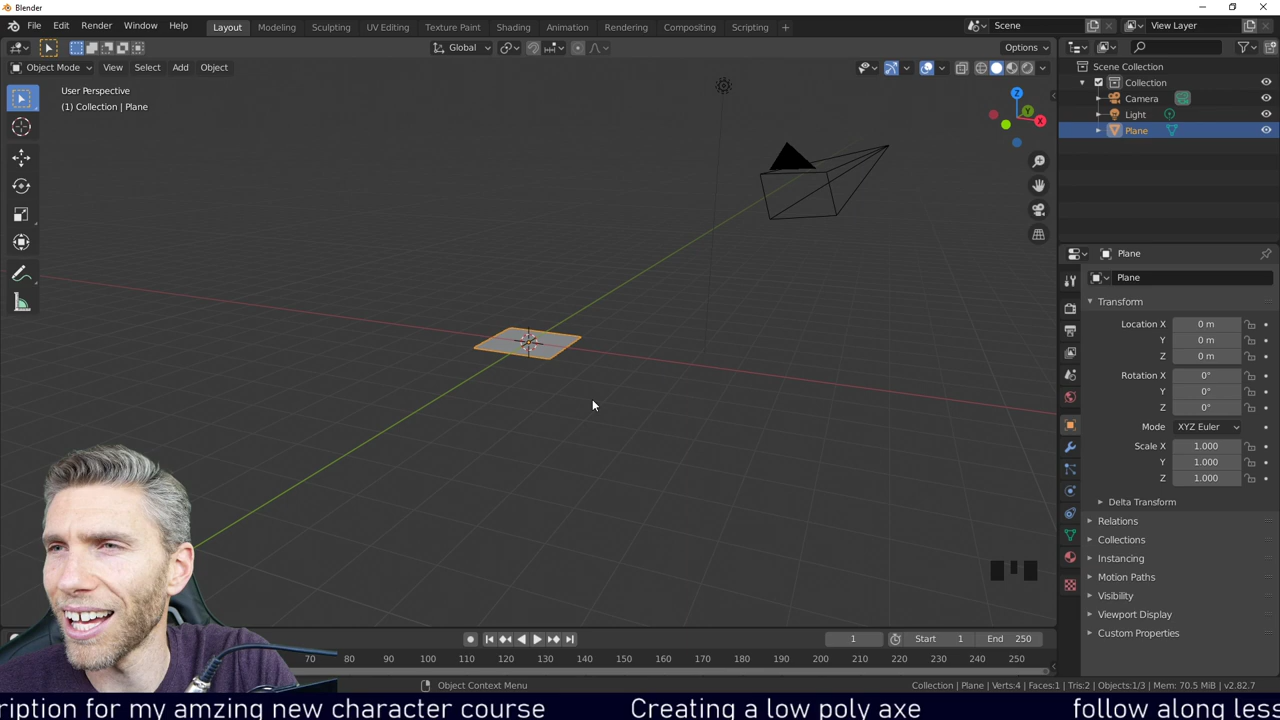 Blender
File Edit Render Window Help Layout Modeling Sculpting UV Editing Texture Paint Shading Animation Rendering Compositing Scripting Scene View Layer
Global Options
Object Mode View Select Add Object
User Perspective
(1) Collection | Plane
Z
Y
X
Scene Collection
Collection
Camera
Light
Plane
Plane
Plane
Transform
Location X 0 m
Y 0 m
Z 0 m
Rotation X 0°
Y 0°
Z 0°
Mode XYZ Euler
Scale X 1.000
Y 1.000
Z 1.000
Delta Transform
Relations
Collections
Instancing
Motion Paths
Visibility
Viewport Display
Custom Properties
1 Start 1 End 250
70 80 90 100 110 120 130 140 150 160 170 180 190 200 210 220 230 240 250
Object Context Menu Collection | Plane | Verts:4 | Faces:1 | Tris:2 | Objects:1/3 | Mem: 70.5 MiB | v2.82.7
ription for my amzing new character course Creating a low poly axe follow along less